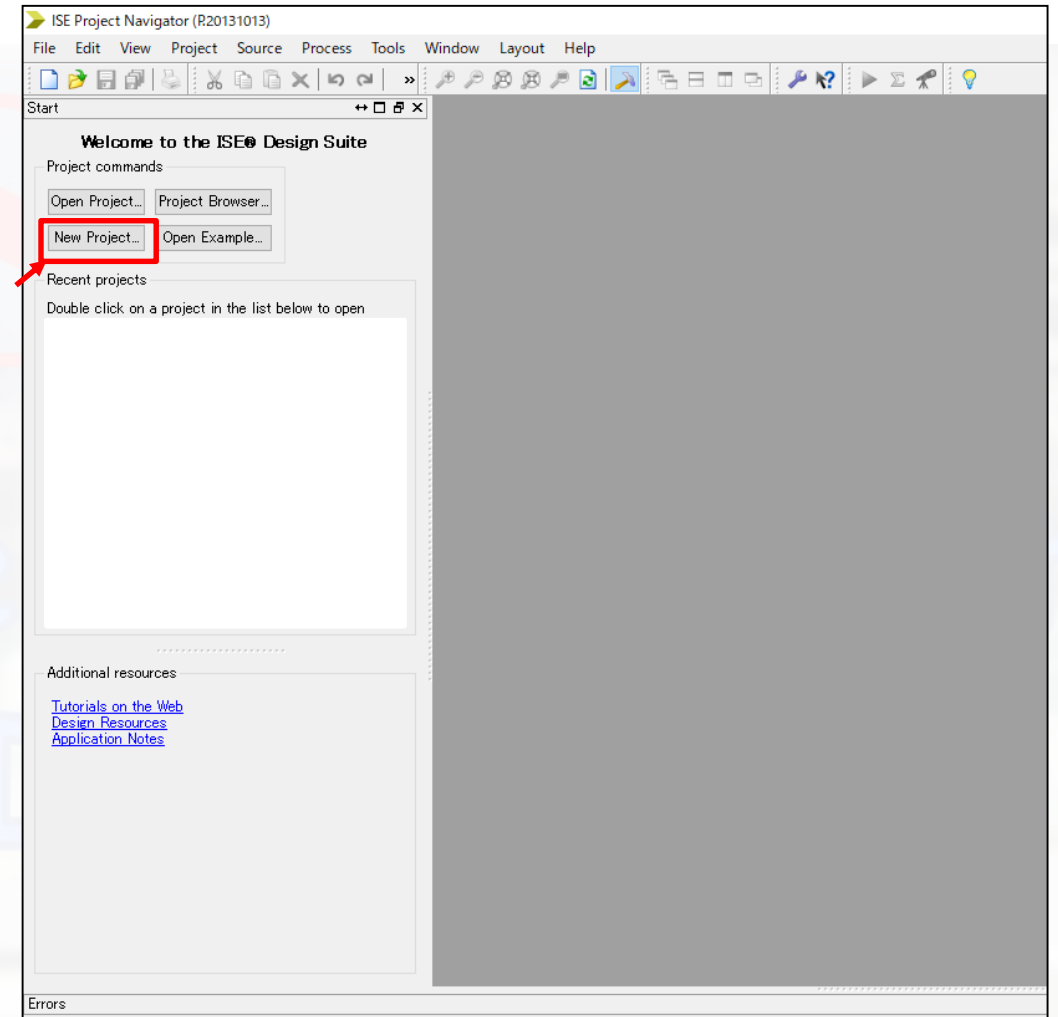 ISE Project Navigator (P.20131013)
File Edit View Project Source Process Tools Window Layout Help
Start
Welcome to the ISE® Design Suite
Project commands
Open Project... Project Browser...
New Project... Open Example...
Recent projects
Double click on a project in the list below to open
Additional resources
Tutorials on the Web
Design Resources
Application Notes
Errors